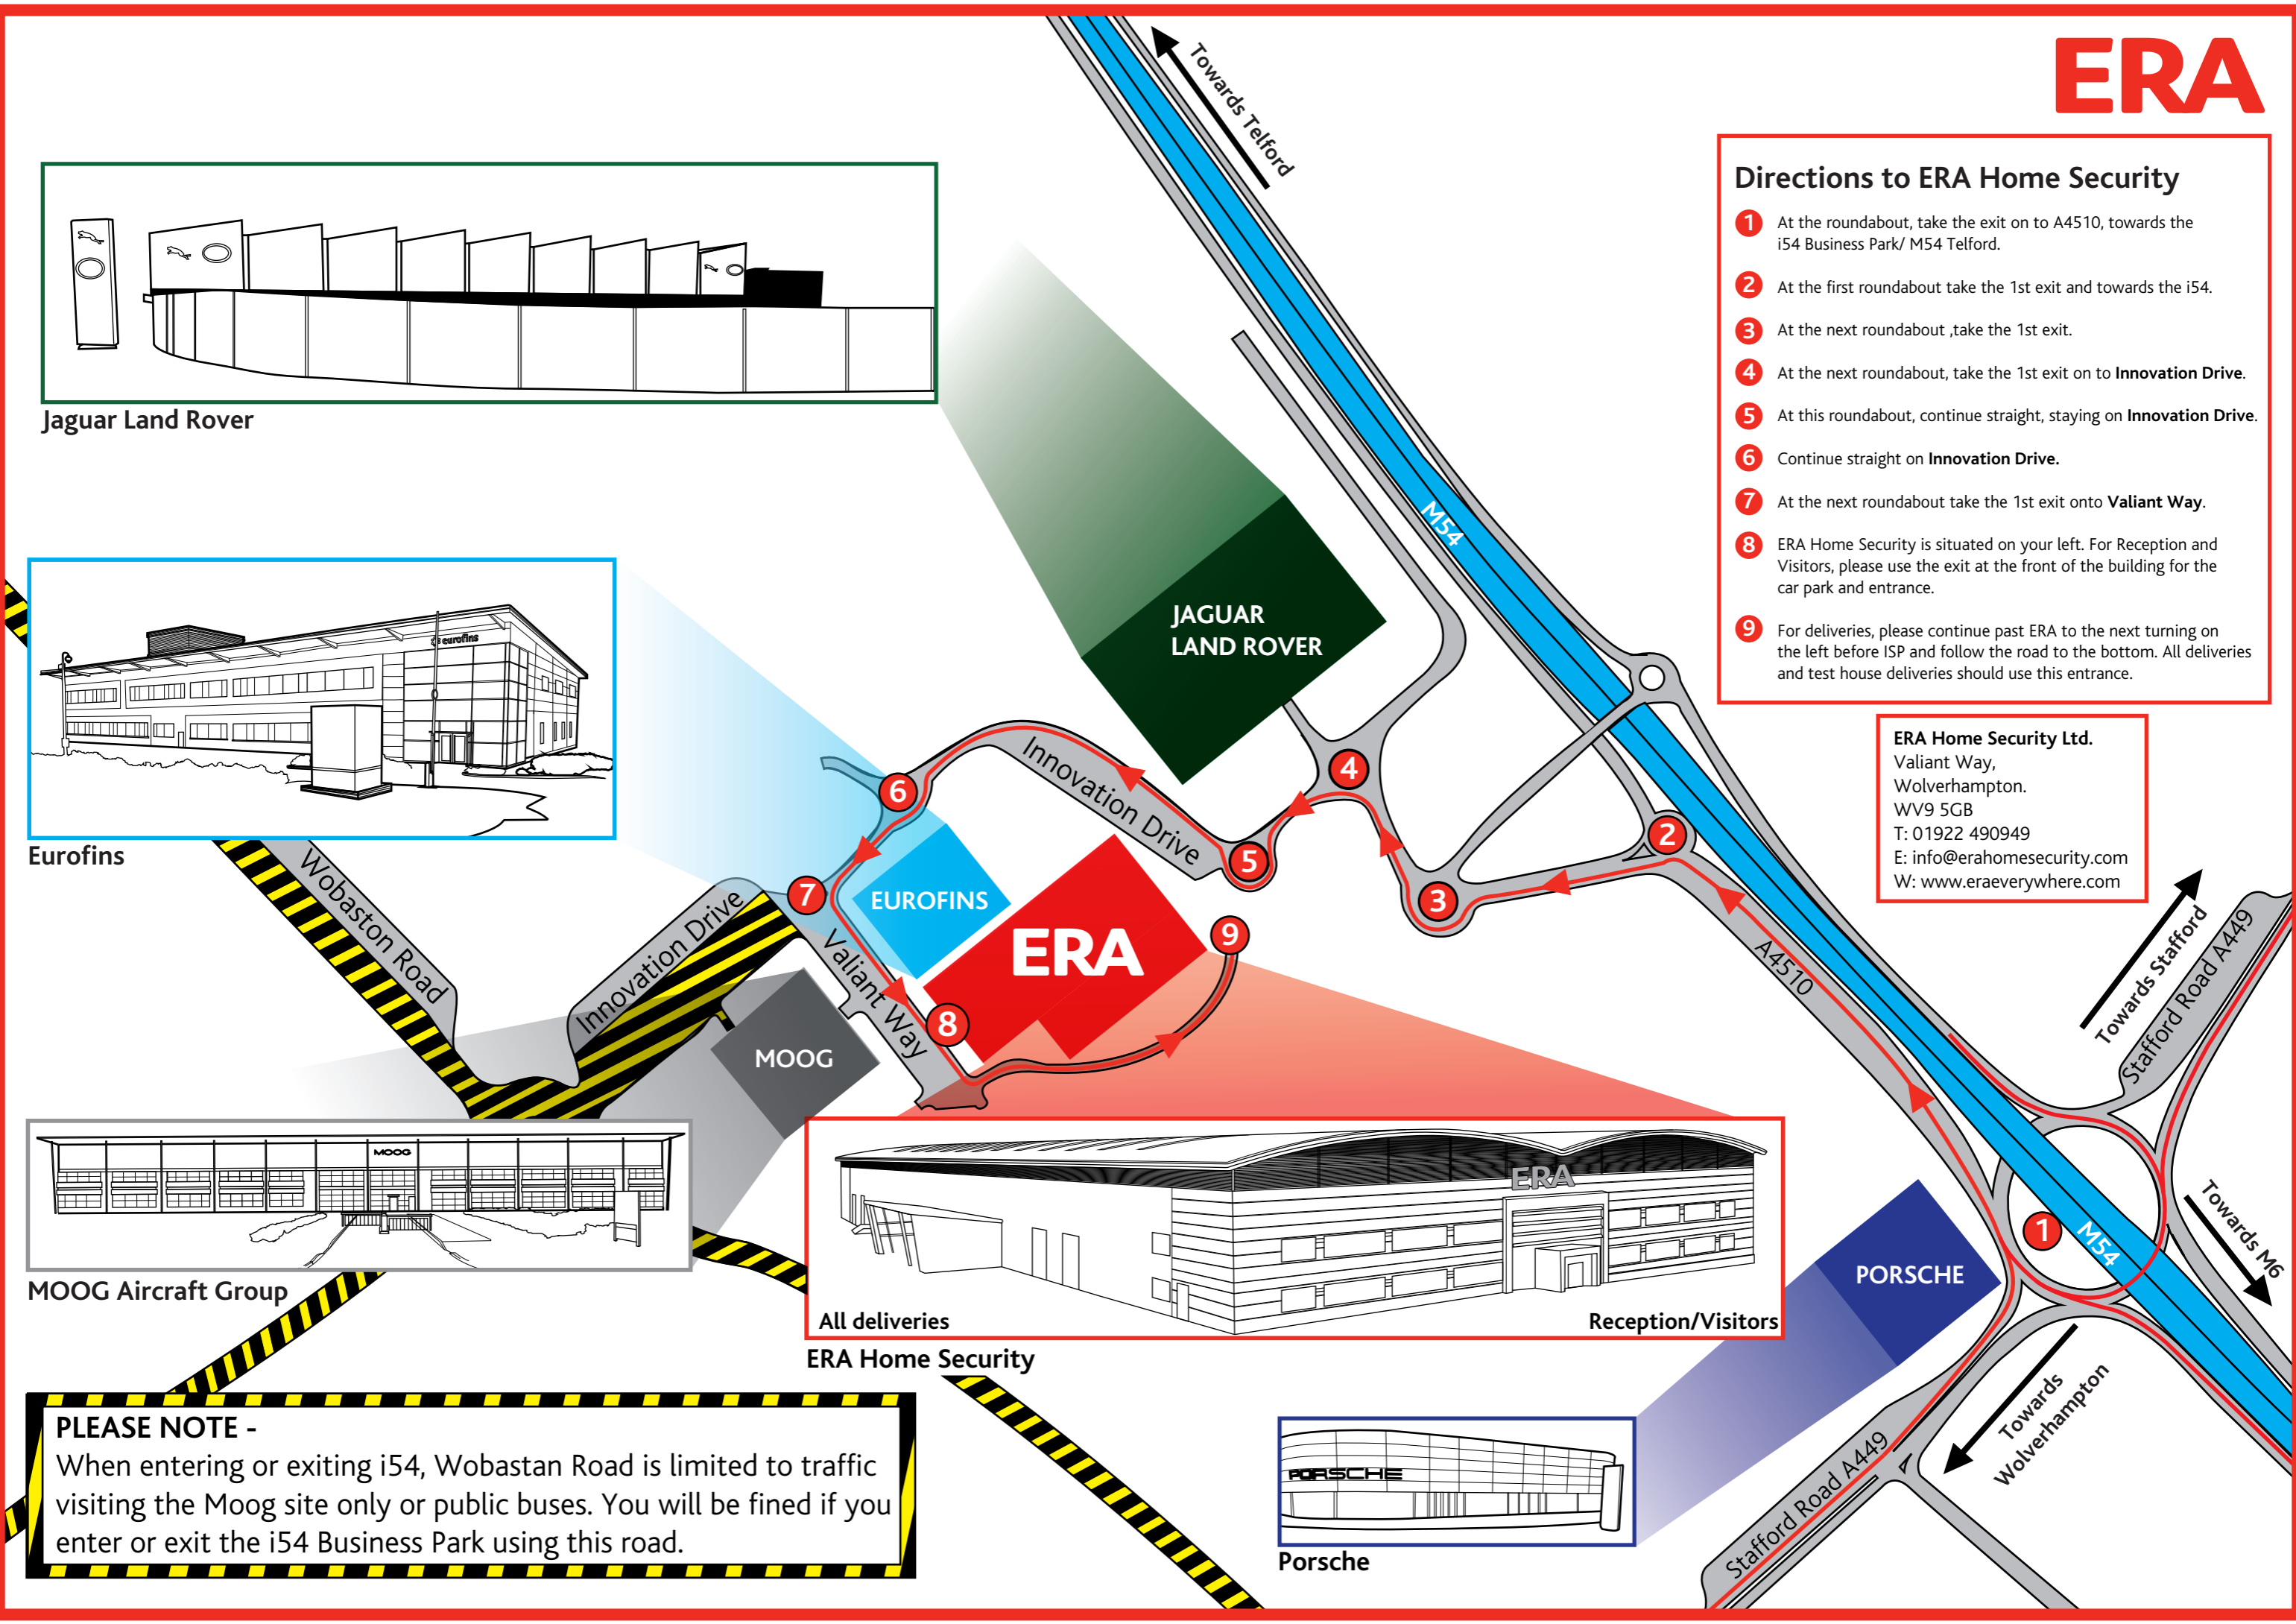 ERA
Towards Telford
Directions to ERA Home Security
1 At the roundabout, take the exit on to A4510, towards the
i54 Business Park/ M54 Telford.
2 At the first roundabout take the 1st exit and towards the i54.
3 At the next roundabout ,take the 1st exit.
4 At the next roundabout, take the 1st exit on to Innovation Drive.
5 At this roundabout, continue straight, staying on Innovation Drive.
6 Continue straight on Innovation Drive.
7 At the next roundabout take the 1st exit onto Valiant Way.
8 ERA Home Security is situated on your left. For Reception and
Visitors, please use the exit at the front of the building for the
car park and entrance.
9 For deliveries, please continue past ERA to the next turning on
the left before ISP and follow the road to the bottom. All deliveries
and test house deliveries should use this entrance.
ERA Home Security Ltd.
Valiant Way,
Wolverhampton.
WV9 5GB
T: 01922 490949
E: info@erahomesecurity.com
W: www.eraeverywhere.com
Jaguar Land Rover
M54
JAGUAR
LAND ROVER
eurofins
Eurofins
Innovation Drive
4
6
5
2
3
7
EUROFINS
ERA
9
8
Wobaston Road
Innovation Drive
Valiant Way
MOOG
A4510
Towards Stafford
Stafford Road A449
1
M54
Towards M6
PORSCHE
Towards
Wolverhampton
Stafford Road A449
MOOG
MOOG Aircraft Group
ERA
All deliveries
Reception/Visitors
ERA Home Security
PORSCHE
Porsche
PLEASE NOTE -
When entering or exiting i54, Wobastan Road is limited to traffic
visiting the Moog site only or public buses. You will be fined if you
enter or exit the i54 Business Park using this road.